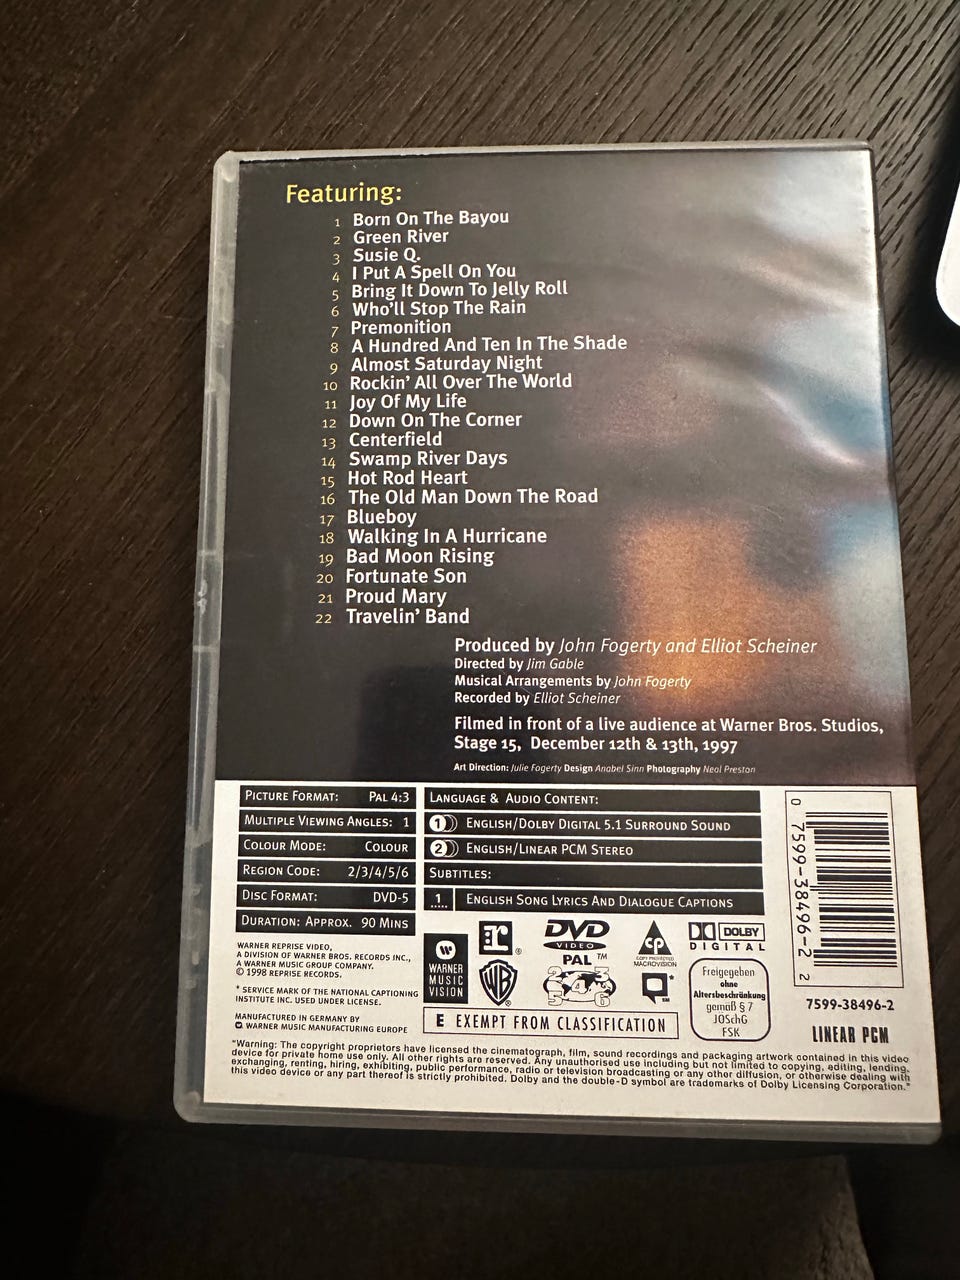 Featuring:
1 Born On The Bayou
2 Green River
3 Susie Q.
4 I Put A Spell On You
5 Bring It Down To Jelly Roll
6 Who'll Stop The Rain
7 Premonition
8 A Hundred And Ten In The Shade
9 Almost Saturday Night
10 Rockin' All Over The World
11 Joy Of My Life
12 Down On The Corner
13 Centerfield
14 Swamp River Days
15 Hot Rod Heart
16 The Old Man Down The Road
17 Blueboy
18 Walking In A Hurricane
19 Bad Moon Rising
20 Fortunate Son
21 Proud Mary
22 Travelin' Band
Produced by John Fogerty and Elliot Scheiner
Directed by Jim Gable
Musical Arrangements by John Fogerty
Recorded by Elliot Scheiner
Filmed in front of a live audience at Warner Bros. Studios,
Stage 15, December 12th & 13th, 1997
Art Direction: Julie Fogerty Design Anabel Sinn Photography Neal Preston
PICTURE FORMAT: PAL 4:3
MULTIPLE VIEWING ANGLES: 1
COLOUR MODE: COLOUR
REGION CODE: 2/3/4/5/6
DISC FORMAT: DVD-5
DURATION: APPROX. 90 MINS
LANGUAGE & AUDIO CONTENT:
1 ENGLISH/DOLBY DIGITAL 5.1 SURROUND SOUND
2 ENGLISH/LINEAR PCM STEREO
SUBTITLES:
1 ENGLISH SONG LYRICS AND DIALOGUE CAPTIONS
0 7599-38496-2 2
7599-38496-2
LINEAR PCM
WARNER REPRISE VIDEO,
A DIVISION OF WARNER BROS. RECORDS INC.,
A WARNER MUSIC GROUP COMPANY.
© 1998 REPRISE RECORDS.
* SERVICE MARK OF THE NATIONAL CAPTIONING
INSTITUTE INC. USED UNDER LICENSE.
MANUFACTURED IN GERMANY BY
WARNER MUSIC MANUFACTURING EUROPE
WARNER
MUSIC
VISION
r ®
WB ®
DVD
VIDEO
PAL ™
2 3
5 4 6
CP
COPY PROTECTED
MACROVISION
* SM
DOLBY
DIGITAL
Freigegeben
ohne
Altersbeschränkung
gemäß § 7
JÖSchG
FSK
E EXEMPT FROM CLASSIFICATION
"Warning: The copyright proprietors have licensed the cinematograph, film, sound recordings and packaging artwork contained in this video
device for private home use only. All other rights are reserved. Any unauthorised use including but not limited to copying, editing, lending,
exchanging, renting, hiring, exhibiting, public performance, radio or television broadcasting or any other diffusion, or otherwise dealing with
this video device or any part thereof is strictly prohibited. Dolby and the double-D symbol are trademarks of Dolby Licensing Corporation."